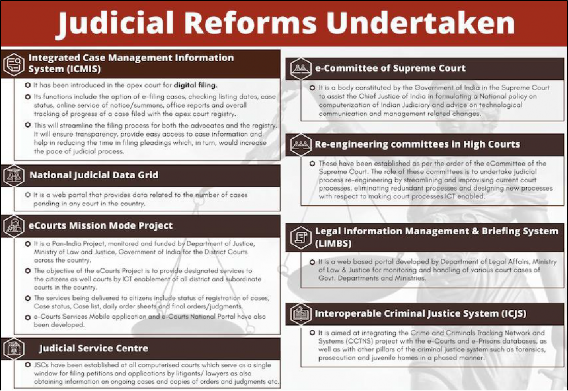 Judicial Reforms Undertaken
Integrated Case Management Information
System (ICMIS)
It has been introduced in the apex court for digital filing.
Its functions include the option of e-filing cases, checking listing dates, case
status, online service of notice/summons, office reports and overall
tracking of progress of a case filed with the apex court registry.
This will streamline the filing process for both the advocates and the registry.
It will ensure transparency, provide easy access to case information and
help in reducing the time in filing pleadings which, in turn, would increase
the pace of judicial process.
National Judicial Data Grid
It is a web portal that provides data related to the number of cases
pending in any court in the country.
eCourts Mission Mode Project
It is a Pan-India Project, monitored and funded by Department of Justice,
Ministry of Law and Justice, Government of India for the District Courts
across the country.
The objective of the eCourts Project is to provide designated services to
the citizens as well courts by ICT enablement of all district and subordinate
courts in the country.
The services being delivered to citizens include status of registration of cases,
Case status, Case list, daily order sheets and final orders/judgments.
e-Courts Services Mobile application and e-Courts National Portal have also
been developed.
Judicial Service Centre
JSCs have been established at all computerised courts which serve as a single
window for filing petitions and applications by litigants/ lawyers as also
obtaining information on ongoing cases and copies of orders and judgments etc.
e-Committee of Supreme Court
It is a body constituted by the Government of India in the Supreme Court
to assist the Chief Justice of India in formulating a National policy on
computerization of Indian Judiciary and advice on technological
communication and management related changes.
Re-engineering committees in High Courts
These have been established as per the order of the eCommittee of the
Supreme Court. The role of these committees is to undertake judicial
process re-engineering by streamlining and improvising current court
processes, eliminating redundant processes and designing new processes
with respect to making court processes ICT enabled.
Legal Information Management & Briefing System
(LIMBS)
It is a web based portal developed by Department of Legal Affairs, Ministry
of Law & Justice for monitoring and handling of various court cases of
Govt. Departments and Ministries.
Interoperable Criminal Justice System (ICJS)
It is aimed at integrating the Crime and Criminals Tracking Network and
Systems (CCTNS) project with the e-Courts and e-Prisons databases, as
well as with other pillars of the criminal justice system such as forensics,
prosecution and juvenile homes in a phased manner.